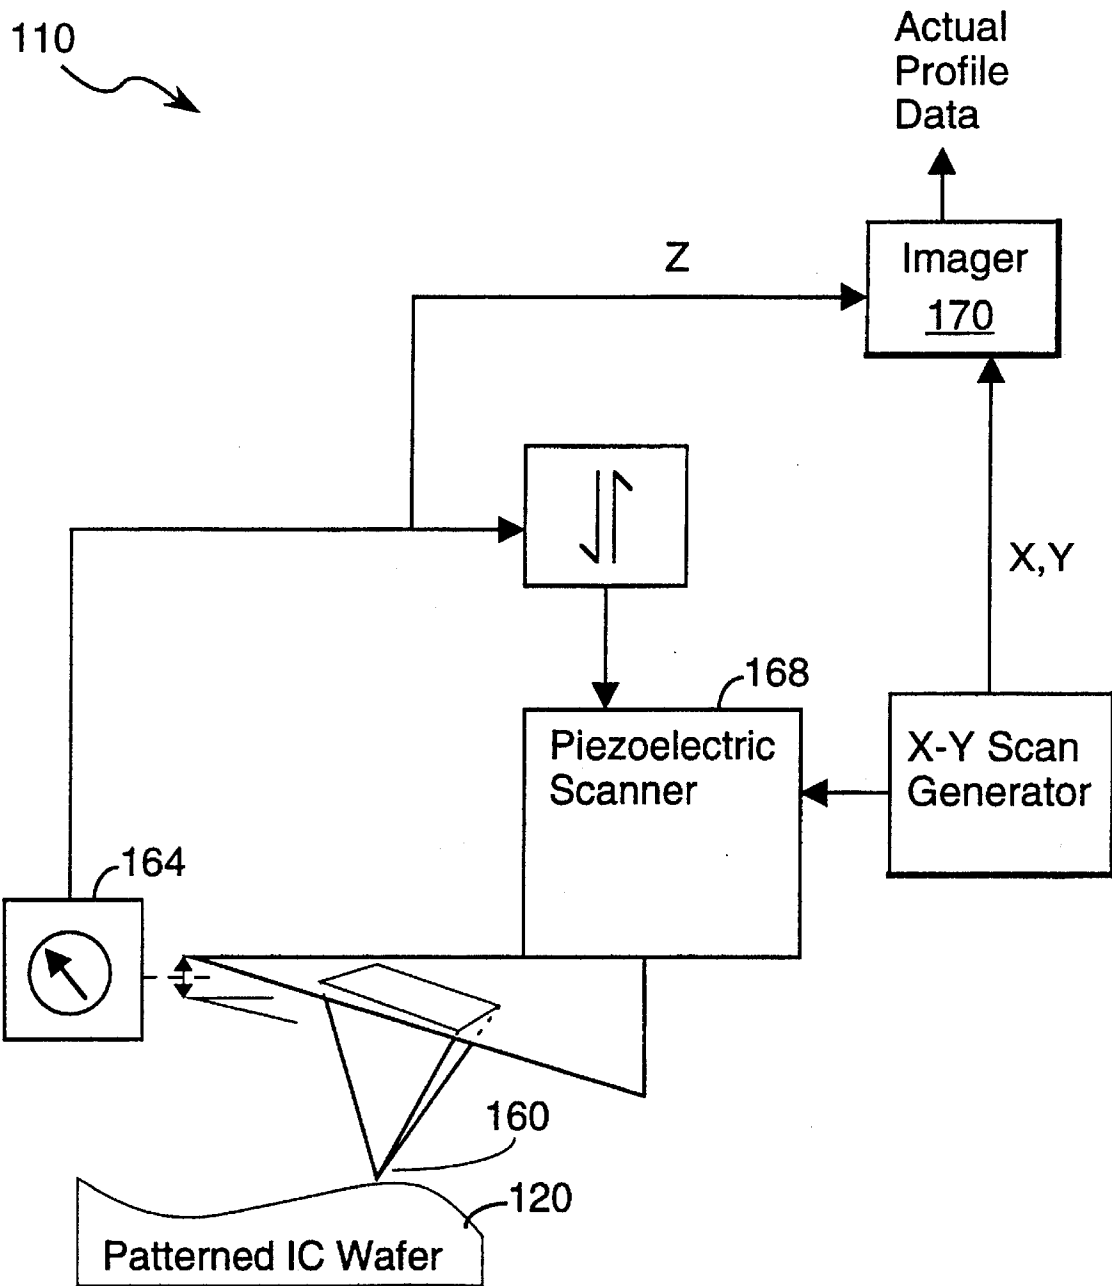 110
Actual
Profile
Data
Z
Imager
170
X,Y
168
Piezoelectric
Scanner
X-Y Scan
Generator
164
160
120
Patterned IC Wafer